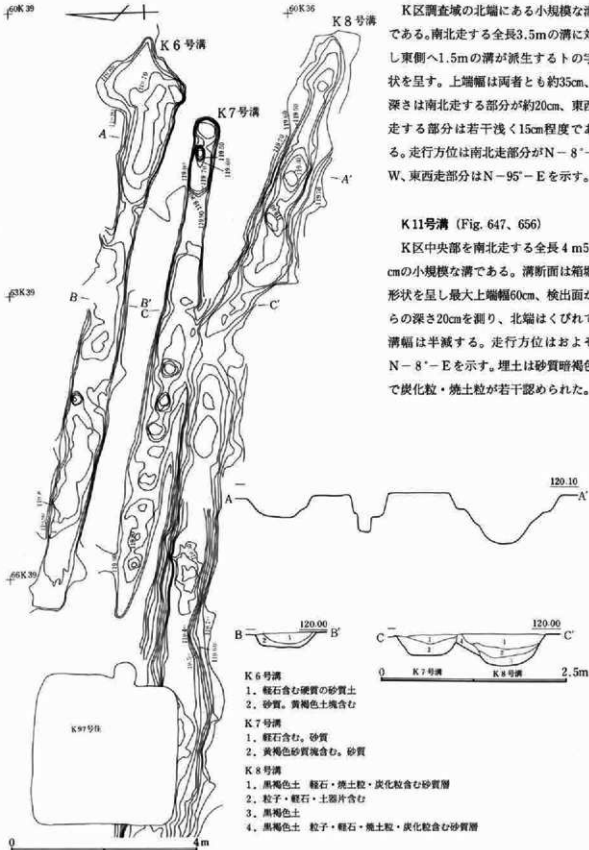 K区調査域の北端にある小規模な溝
である。南北走する全長3.5mの溝に対
し東側へ1.5mの溝が派生するトの字
状を呈す。上端幅は両者とも約35cm、
深さは南北走する部分が約20cm、東西
走する部分は若干浅く15cm程度であ
る。走行方位は南北走部分がN－8°－
W、東西走部分はN－95°－Eを示す。
K11号溝 (Fig. 647、656)
K区中央部を南北走する全長4m5
cmの小規模な溝である。溝断面は箱堀
形状を呈し最大上端幅60cm、検出面か
らの深さ20cmを測り、北端はくびれて
溝幅は半減する。走行方位はおよそ
N－8°－Eを示す。埋土は砂質暗褐色
で炭化粒・焼土粒が若干認められた。
60K39
60K36
K6号溝
K8号溝
K7号溝
A
A'
63K39
B
B'
C
C'
66K39
K97号住
0
4m
A
120.10
A'
B
120.00
B'
C
120.00
C'
K7号溝
K8号溝
0
2.5m
K6号溝
1．軽石含む硬質の砂質土
2．砂質。黄褐色土塊含む
K7号溝
1．軽石含む。砂質
2．黄褐色砂質塊含む。砂質
K8号溝
1．黒褐色土 軽石・焼土粒・炭化粒含む砂質層
2．粒子・軽石・土器片含む
3．黒褐色土
4．黒褐色土 粒子・軽石・焼土粒・炭化粒含む砂質層